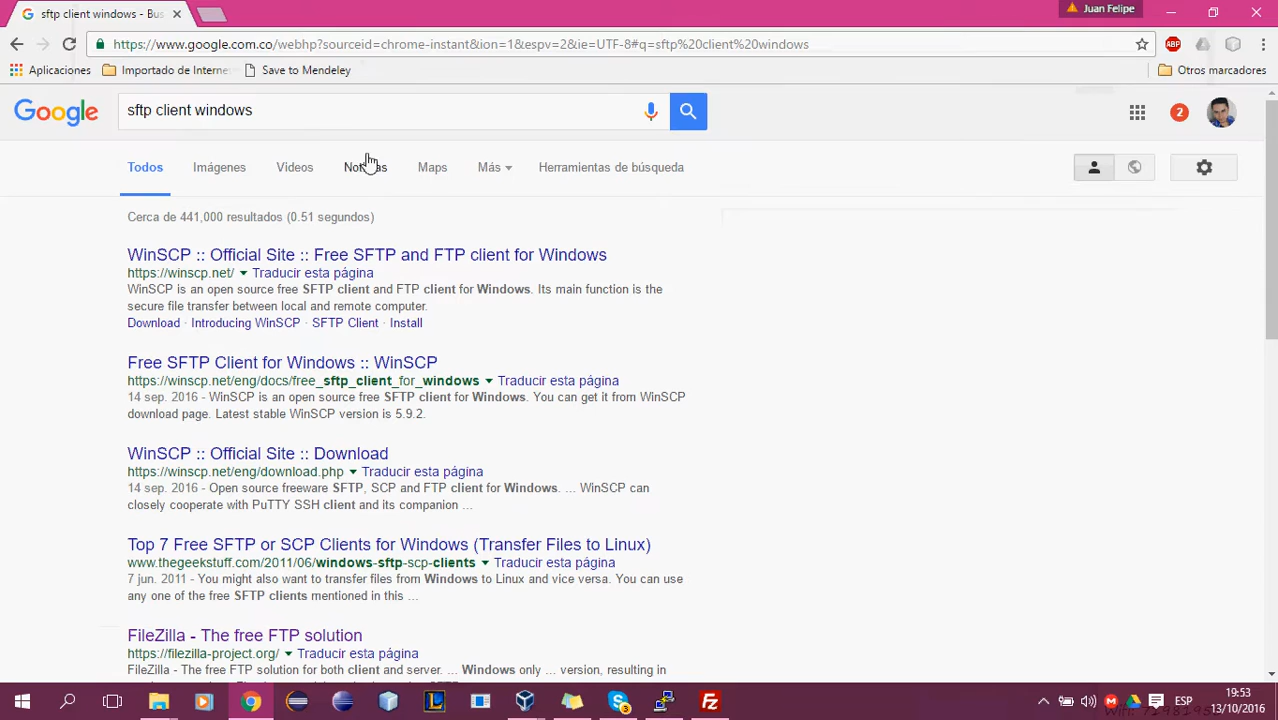 sftp client windows - Bus
Juan Felipe
https://www.google.com.co/webhp?sourceid=chrome-instant&ion=1&espv=2&ie=UTF-8#q=sftp%20client%20windows
ABP
Aplicaciones
Importado de Interne
Save to Mendeley
Otros marcadores
Google
sftp client windows
2
Todos
Imágenes
Vídeos
Maps
Más
Herramientas de búsqueda
Cerca de 441,000 resultados (0.51 segundos)
WinSCP :: Official Site :: Free SFTP and FTP client for Windows
https://winscp.net/ Traducir esta página
WinSCP is an open source free SFTP client and FTP client for Windows. Its main function is the
secure file transfer between local and remote computer.
Download · Introducing WinSCP · SFTP Client · Install
Free SFTP Client for Windows :: WinSCP
https://winscp.net/eng/docs/free_sftp_client_for_windows Traducir esta página
14 sep. 2016 - WinSCP is an open source free SFTP client for Windows. You can get it from WinSCP
download page. Latest stable WinSCP version is 5.9.2.
WinSCP :: Official Site :: Download
https://winscp.net/eng/download.php Traducir esta página
14 sep. 2016 - Open source freeware SFTP, SCP and FTP client for Windows. ... WinSCP can
closely cooperate with PuTTY SSH client and its companion ...
Top 7 Free SFTP or SCP Clients for Windows (Transfer Files to Linux)
www.thegeekstuff.com/2011/06/windows-sftp-scp-clients Traducir esta página
7 jun. 2011 - You might also want to transfer files from Windows to Linux and vice versa. You can use
any one of the free SFTP clients mentioned in this ...
FileZilla - The free FTP solution
https://filezilla-project.org/ Traducir esta página
FileZilla - The free FTP solution for both client and server. ... Windows only ... version, resulting in
ESP
19:53
13/10/2016